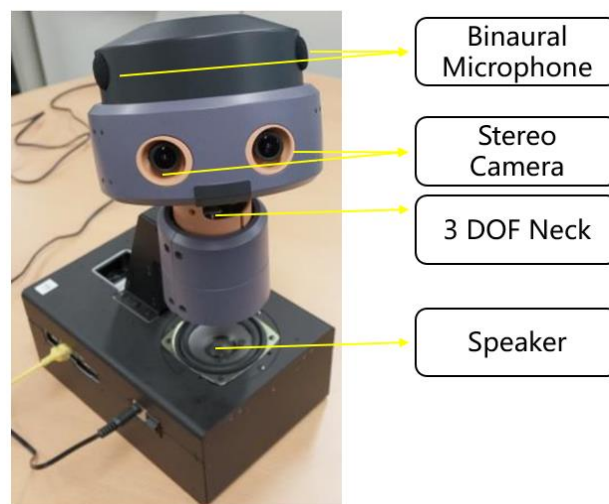 Binaural
Microphone
Stereo
Camera
3 DOF Neck
Speaker